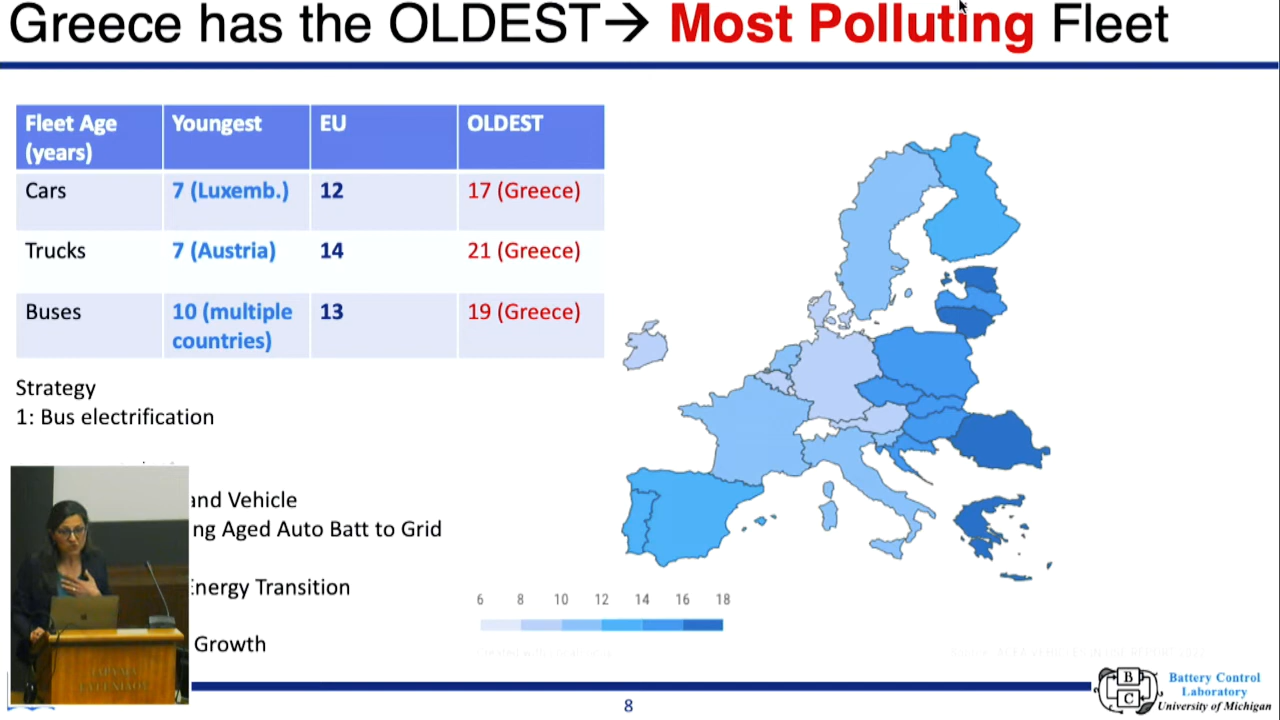 Greece has the OLDEST→ Most Polluting Fleet
Fleet Age (years) Youngest EU OLDEST
Cars 7 (Luxemb.) 12 17 (Greece)
Trucks 7 (Austria) 14 21 (Greece)
Buses 10 (multiple countries) 13 19 (Greece)
Strategy
1: Bus electrification
and Vehicle
ng Aged Auto Batt to Grid
Energy Transition
Growth
6 8 10 12 14 16 18
8
B
C
Battery Control
Laboratory
University of Michigan